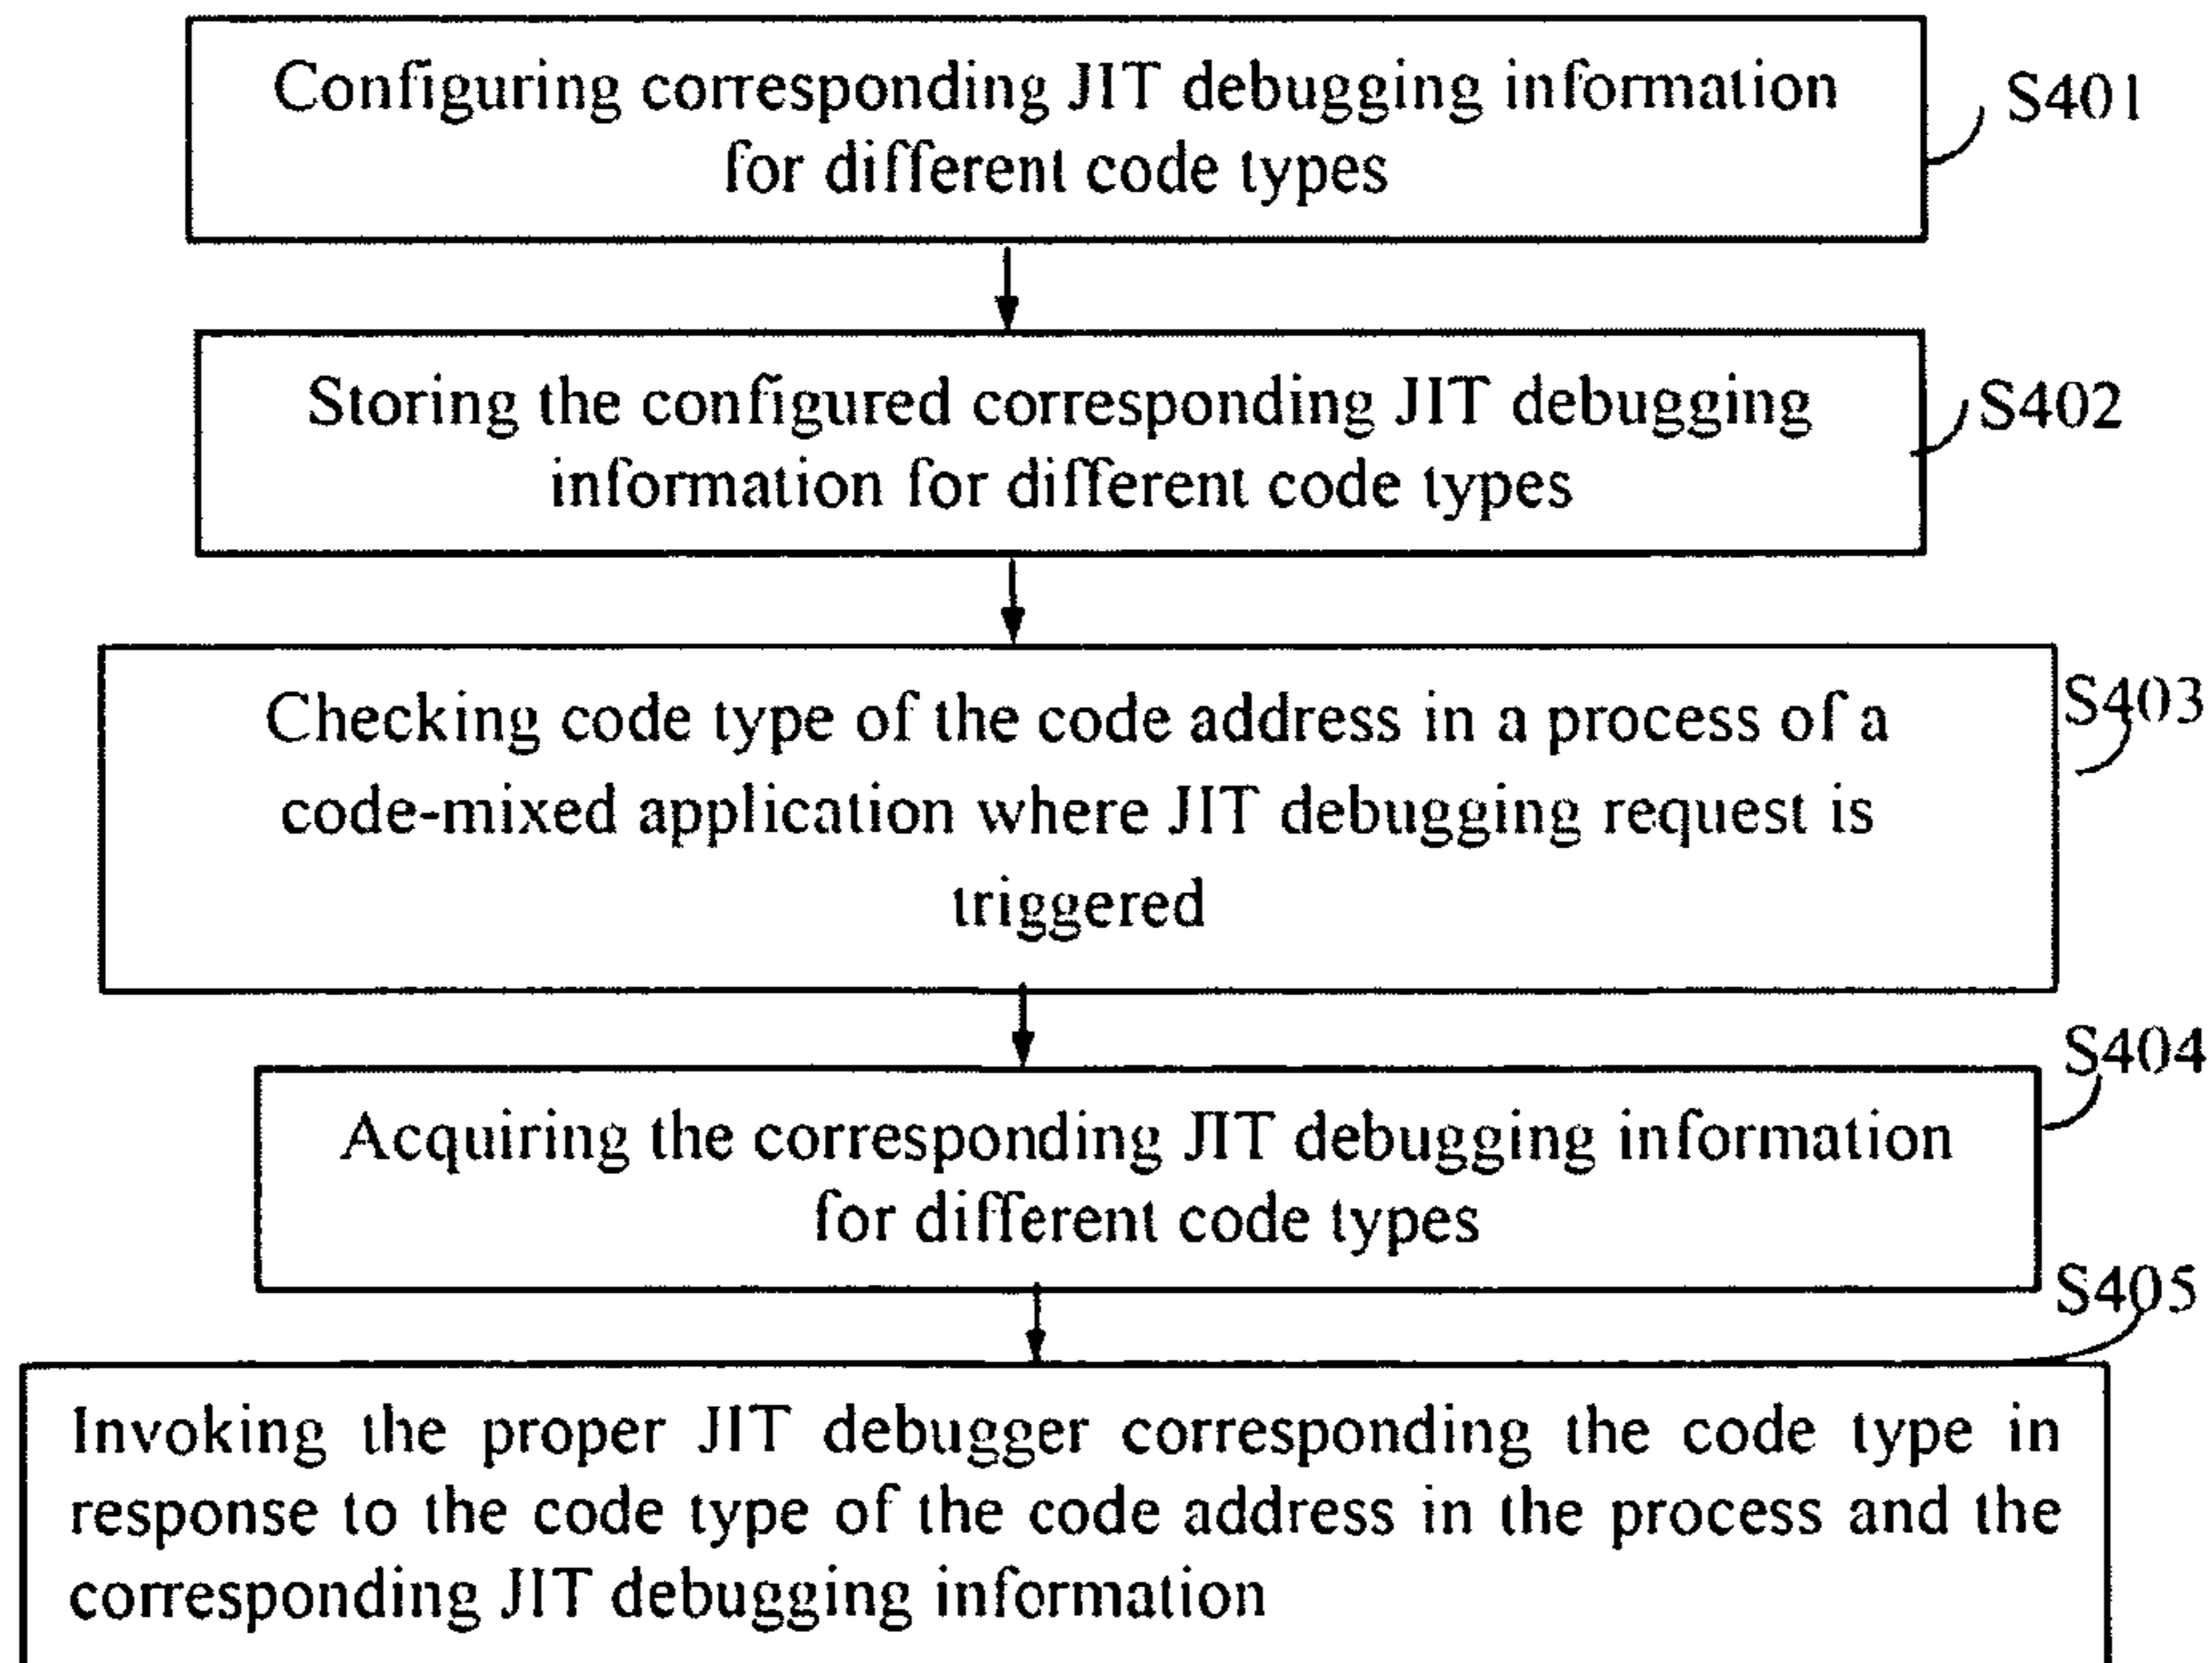 Configuring corresponding JIT debugging information
for different code types
S401
Storing the configured corresponding JIT debugging
information for different code types
S402
Checking code type of the code address in a process of a
code-mixed application where JIT debugging request is
triggered
S403
Acquiring the corresponding JIT debugging information
for different code types
S404
Invoking the proper JIT debugger corresponding the code type in
response to the code type of the code address in the process and the
corresponding JIT debugging information
S405